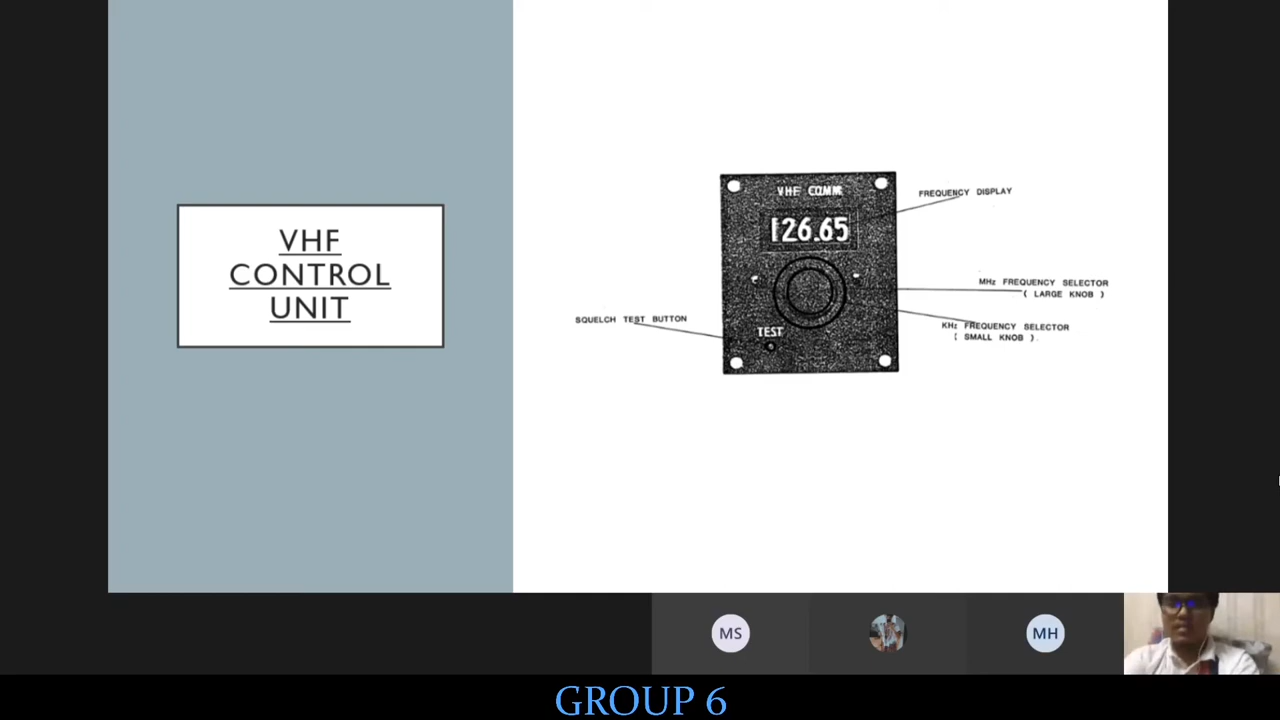 VHF
CONTROL
UNIT
VHF COMM
126.65
TEST
FREQUENCY DISPLAY
MHz FREQUENCY SELECTOR
( LARGE KNOB )
KHz FREQUENCY SELECTOR
( SMALL KNOB ).
SQUELCH TEST BUTTON
MS
MH
GROUP 6